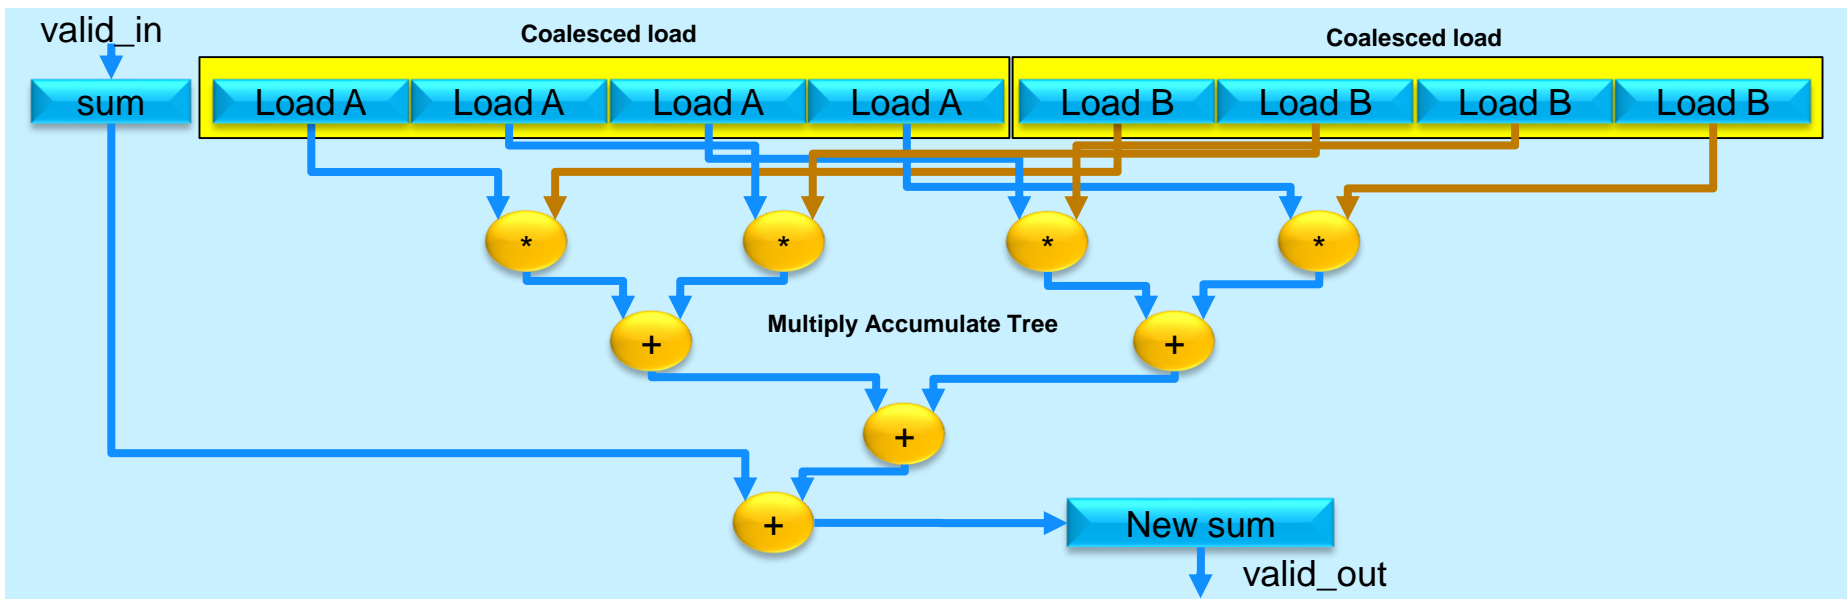 valid_in
Coalesced load
Coalesced load
sum
Load A
Load A
Load A
Load A
Load B
Load B
Load B
Load B
*
*
*
*
+
Multiply Accumulate Tree
+
+
+
New sum
valid_out